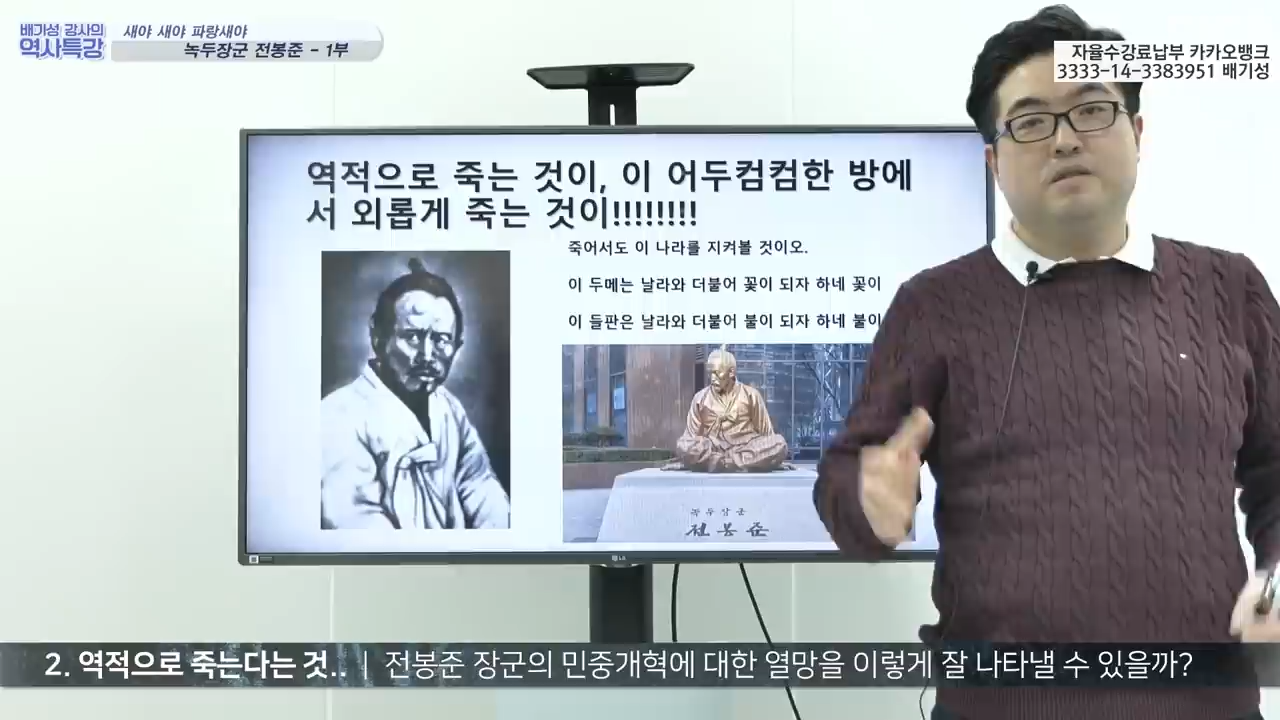 배기성 강사의
역사특강
새야 새야 파랑새야
녹두장군 전봉준 - 1부
자율수강료납부 카카오뱅크
3333-14-3383951 배기성
역적으로 죽는 것이, 이 어두컴컴한 방에
서 외롭게 죽는 것이!!!!!!!!
죽어서도 이 나라를 지켜볼 것이오.
이 두메는 날라와 더불어 꽃이 되자 하네 꽃이
이 들판은 날라와 더불어 불이 되자 하네 불이
녹두장군
전봉준
LG
2. 역적으로 죽는다는 것.. | 전봉준 장군의 민중개혁에 대한 열망을 이렇게 잘 나타낼 수 있을까?